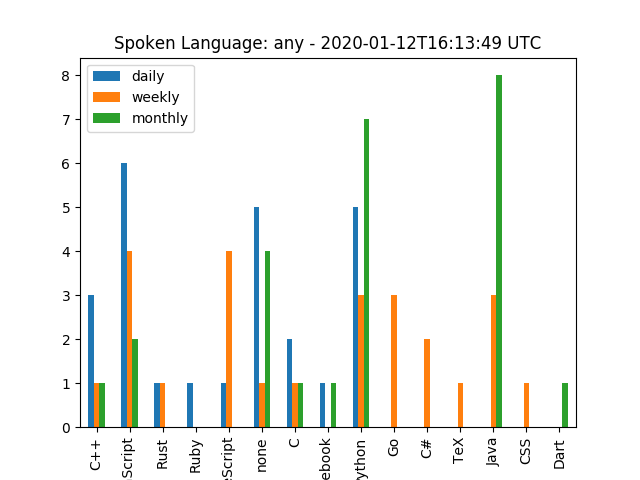 Spoken Language: any - 2020-01-12T16:13:49 UTC
daily
weekly
monthly
8
7
6
5
4
3
2
1
0
C++
Script
Rust
Ruby
eScript
none
C
ebook
ython
Go
C#
TeX
Java
CSS
Dart